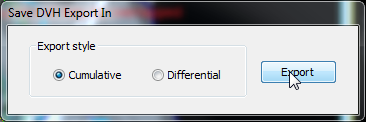 Save DVH Export In
Export style
Cumulative
Differential
Export